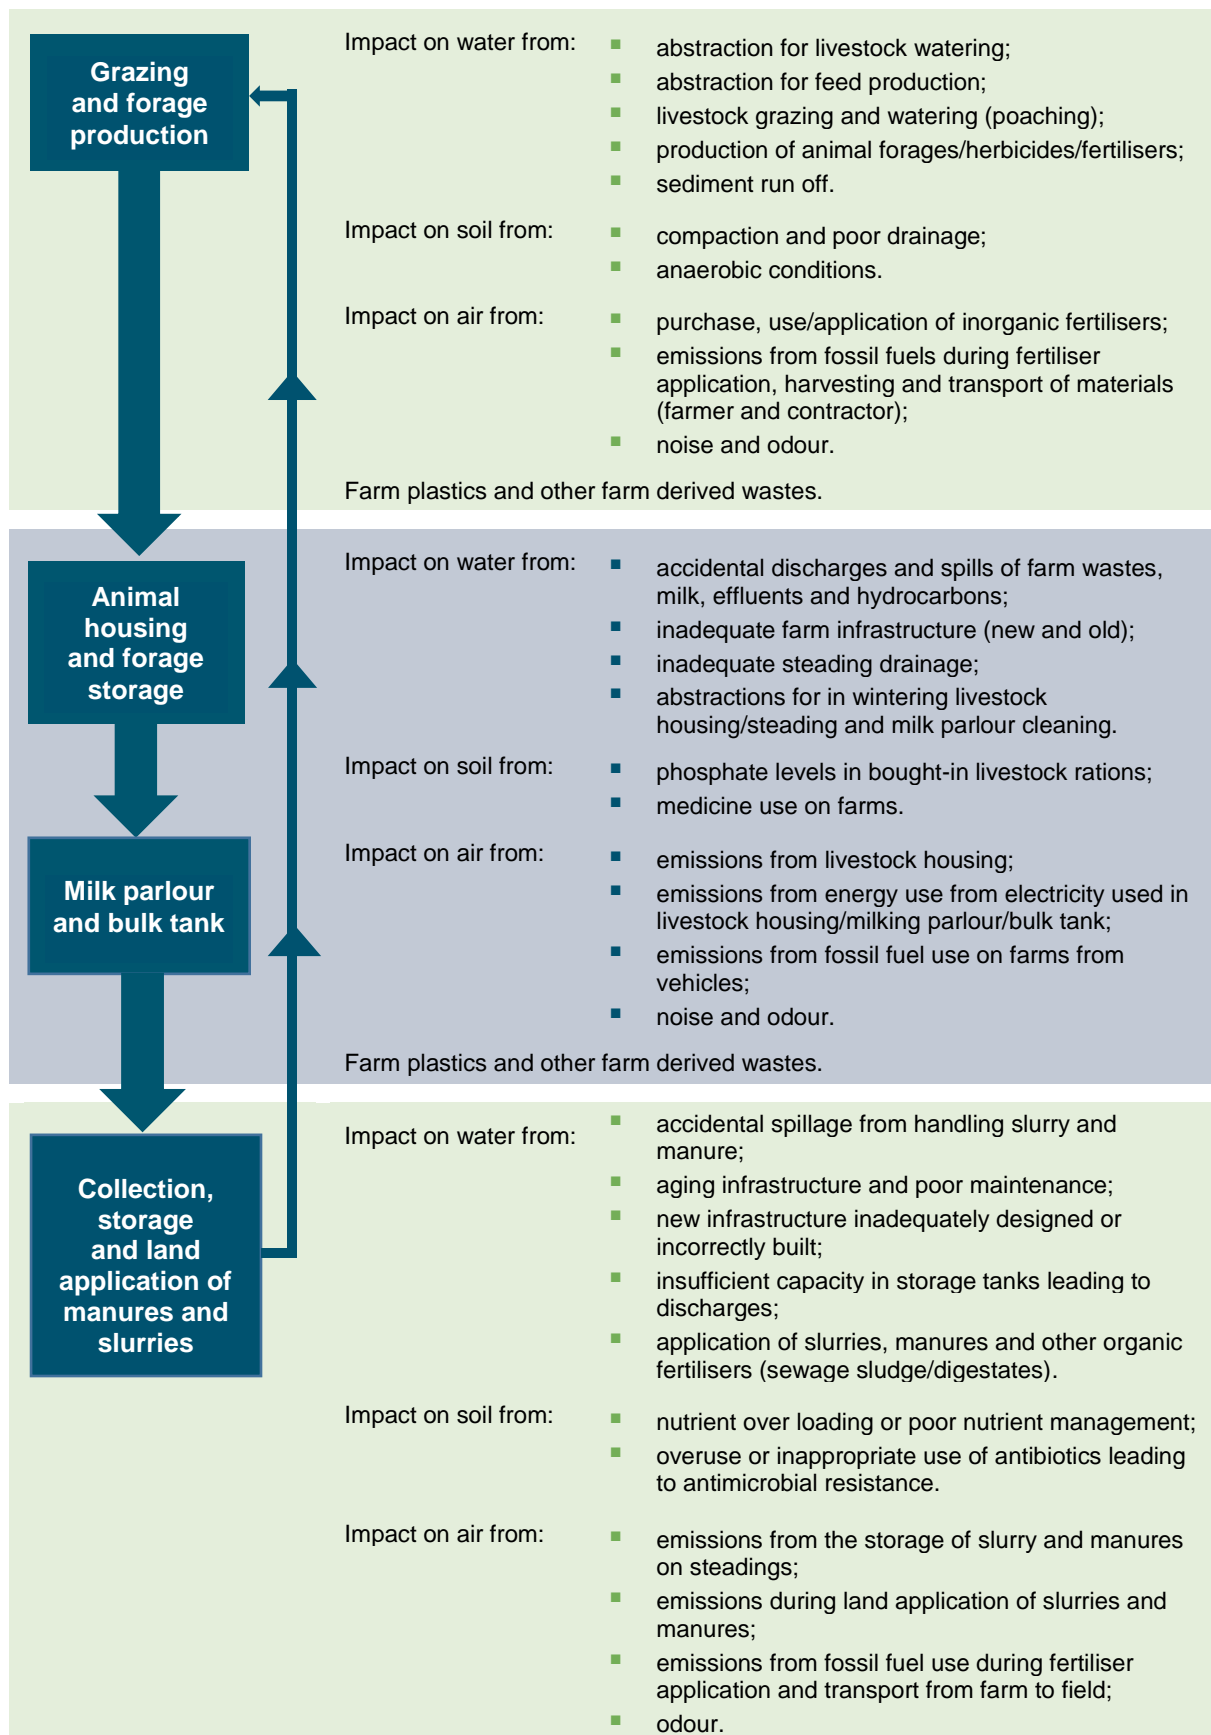 Grazing
and forage
production
Impact on water from:
abstraction for livestock watering;
abstraction for feed production;
livestock grazing and watering (poaching);
production of animal forages/herbicides/fertilisers;
sediment run off.
Impact on soil from:
compaction and poor drainage;
anaerobic conditions.
Impact on air from:
purchase, use/application of inorganic fertilisers;
emissions from fossil fuels during fertiliser
application, harvesting and transport of materials
(farmer and contractor);
noise and odour.
Farm plastics and other farm derived wastes.
Animal
housing
and forage
storage
Milk parlour
and bulk tank
Impact on water from:
accidental discharges and spills of farm wastes,
milk, effluents and hydrocarbons;
inadequate farm infrastructure (new and old);
inadequate steading drainage;
abstractions for in wintering livestock
housing/steading and milk parlour cleaning.
Impact on soil from:
phosphate levels in bought-in livestock rations;
medicine use on farms.
Impact on air from:
emissions from livestock housing;
emissions from energy use from electricity used in
livestock housing/milking parlour/bulk tank;
emissions from fossil fuel use on farms from
vehicles;
noise and odour.
Farm plastics and other farm derived wastes.
Collection,
storage
and land
application of
manures and
slurries
Impact on water from:
accidental spillage from handling slurry and
manure;
aging infrastructure and poor maintenance;
new infrastructure inadequately designed or
incorrectly built;
insufficient capacity in storage tanks leading to
discharges;
application of slurries, manures and other organic
fertilisers (sewage sludge/digestates).
Impact on soil from:
nutrient over loading or poor nutrient management;
overuse or inappropriate use of antibiotics leading
to antimicrobial resistance.
Impact on air from:
emissions from the storage of slurry and manures
on steadings;
emissions during land application of slurries and
manures;
emissions from fossil fuel use during fertiliser
application and transport from farm to field;
odour.